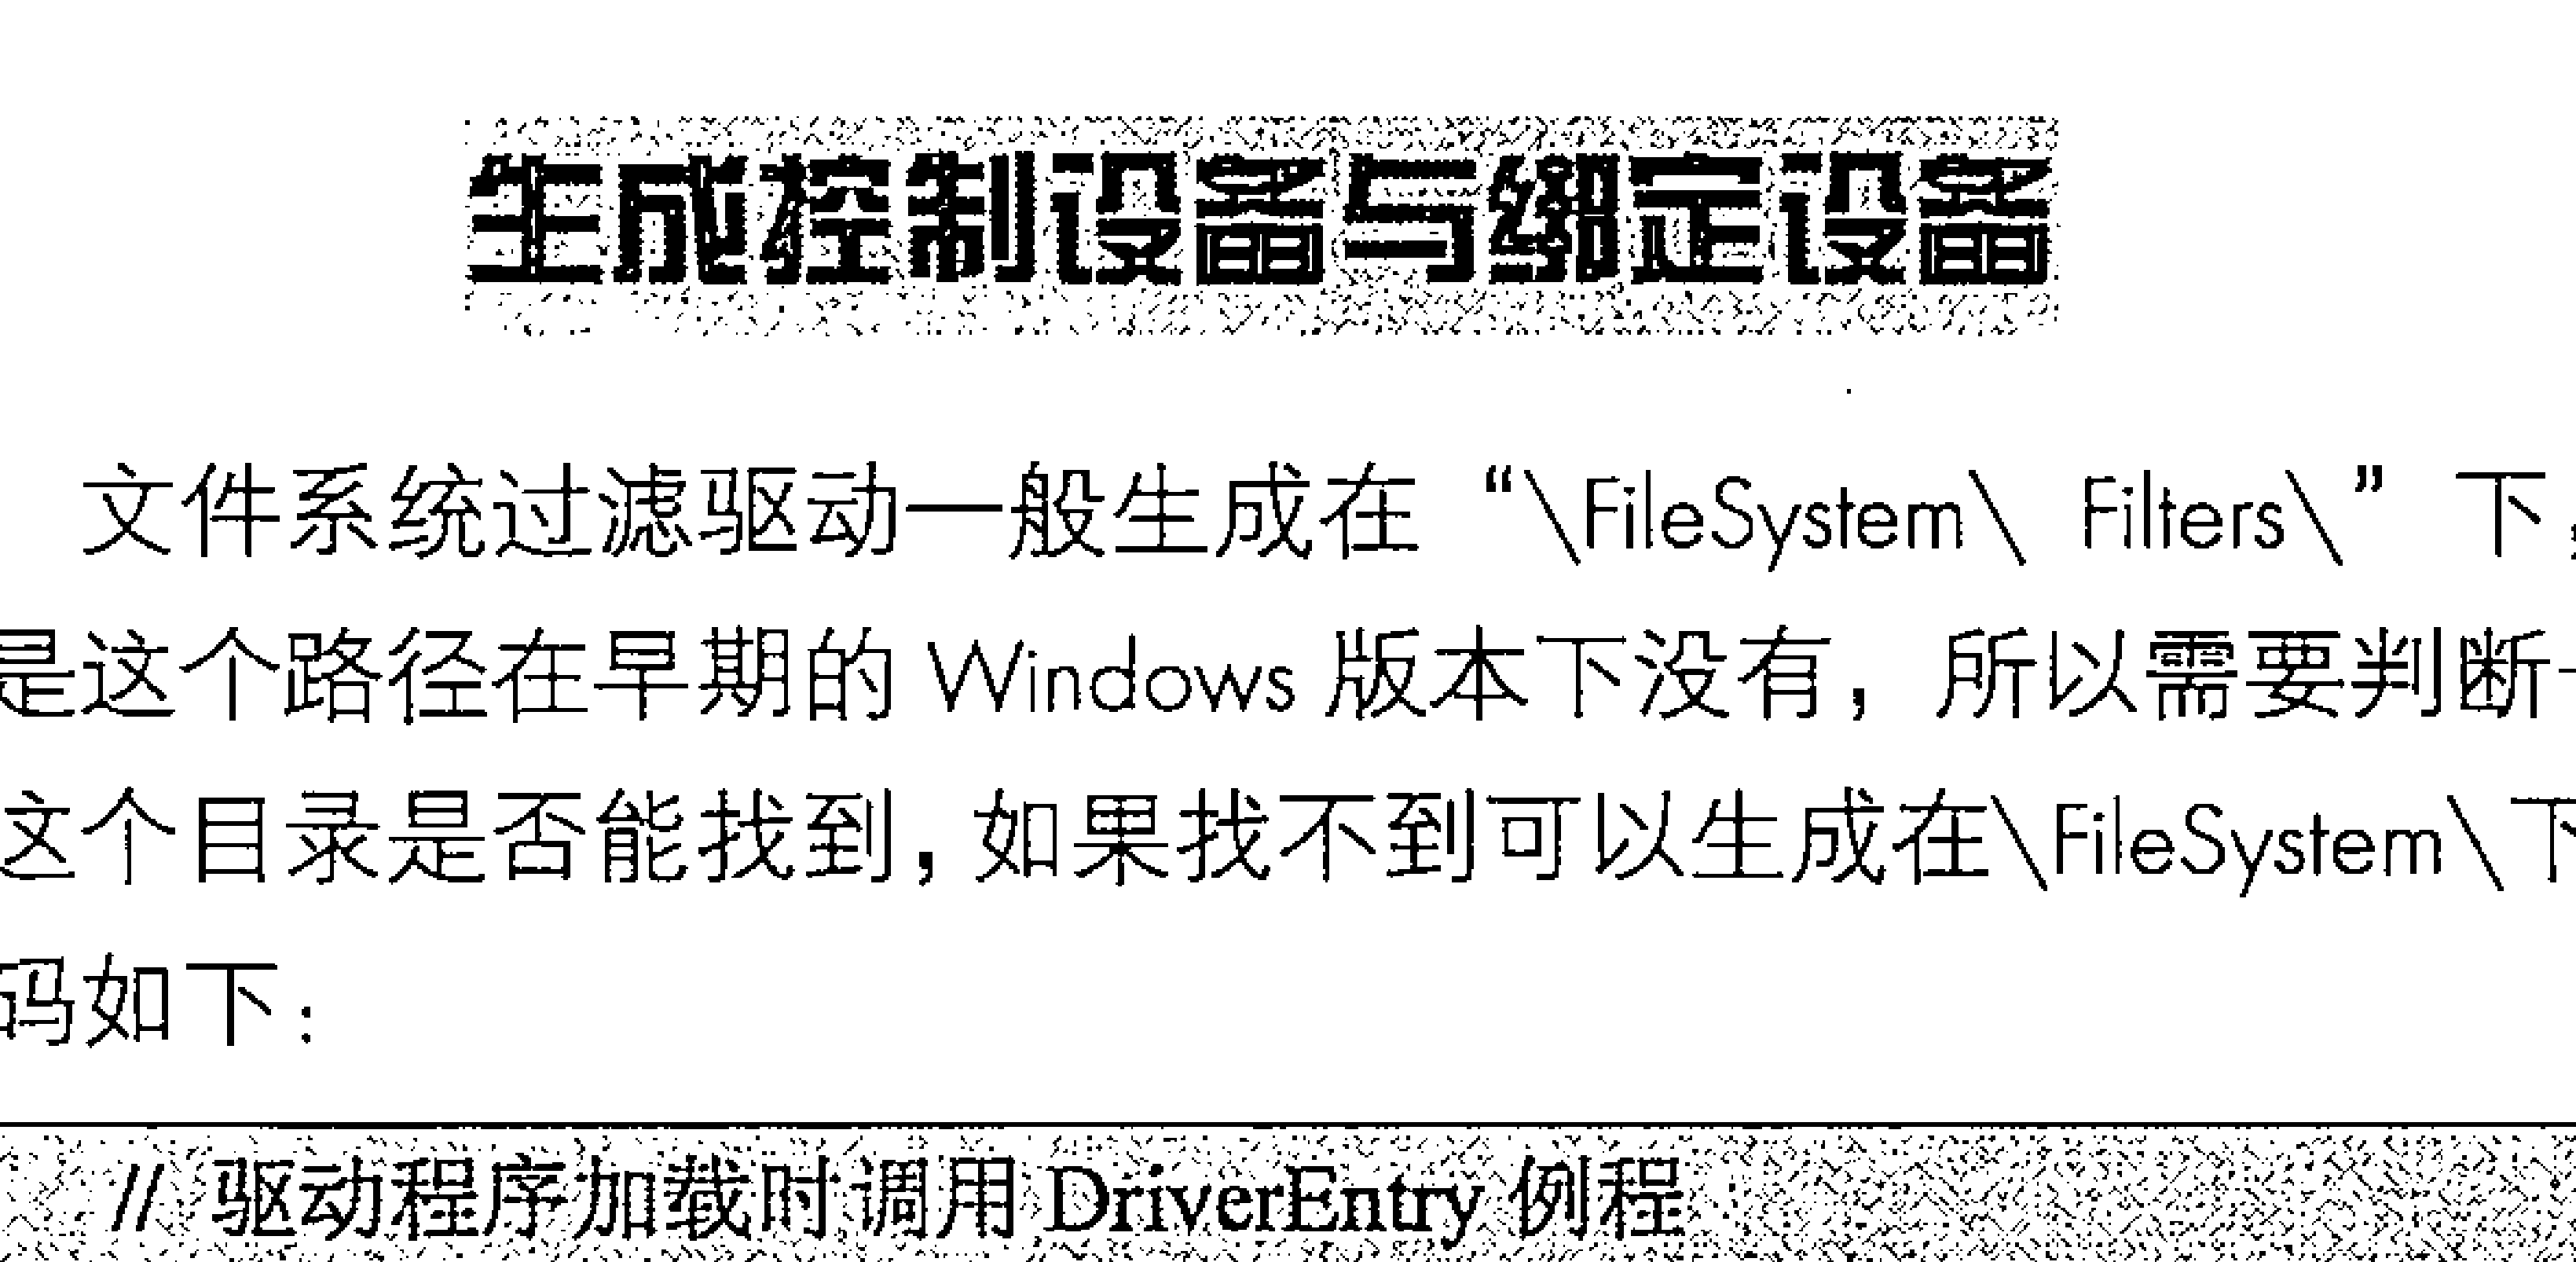 生成控制设备与绑定设备
文件系统过滤驱动一般生成在“\FileSystem\ Filters\”下，
是这个路径在早期的 Windows 版本下没有，所以需要判断
这个目录是否能找到，如果找不到可以生成在\FileSystem\下
码如下：
// 驱动程序加载时调用 DriverEntry 例程